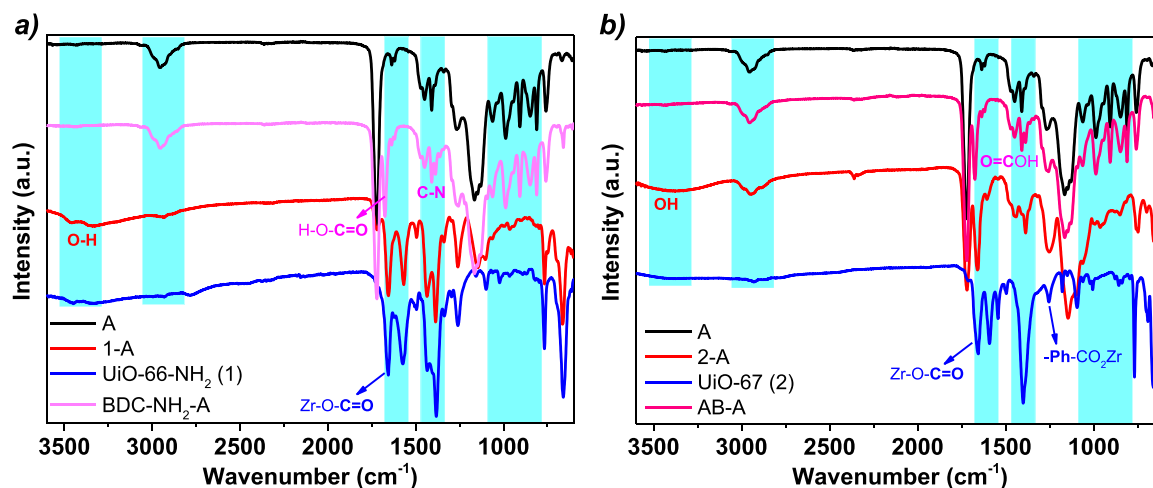 a)
Intensity (a.u.)
O-H
H-O-C=O
C-N
Zr-O-C=O
A
1-A
UiO-66-NH₂ (1)
BDC-NH₂-A
3500 3000 2500 2000 1500 1000
Wavenumber (cm⁻¹)
b)
Intensity (a.u.)
OH
O=COH
-Ph-CO₂Zr
Zr-O-C=O
A
2-A
UiO-67 (2)
AB-A
3500 3000 2500 2000 1500 1000
Wavenumber (cm⁻¹)